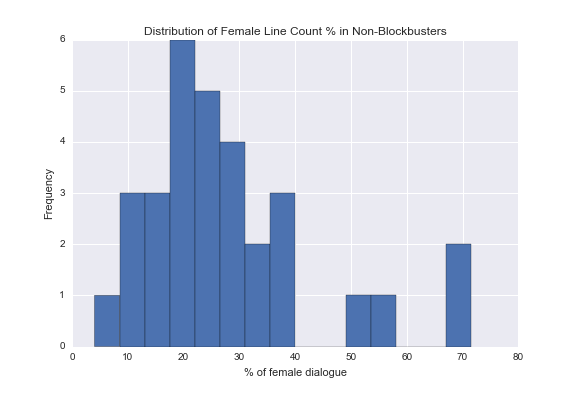 Distribution of Female Line Count % in Non-Blockbusters
6
5
4
3
2
1
0
Frequency
0 10 20 30 40 50 60 70 80
% of female dialogue